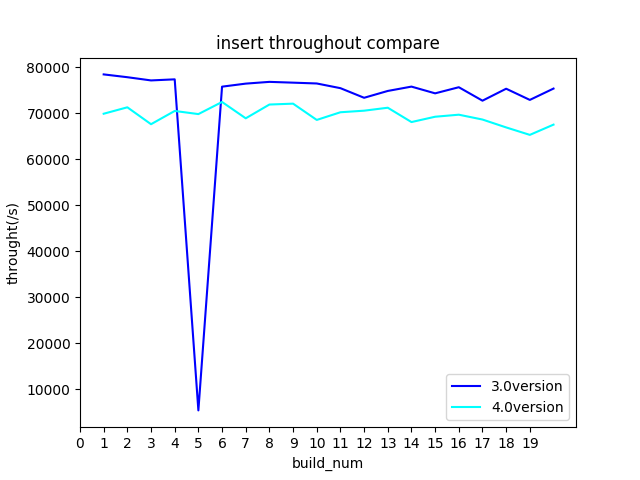 insert throughout compare
throught(/s)
80000
70000
60000
50000
40000
30000
20000
10000
0 1 2 3 4 5 6 7 8 9 10 11 12 13 14 15 16 17 18 19
build_num
3.0version
4.0version